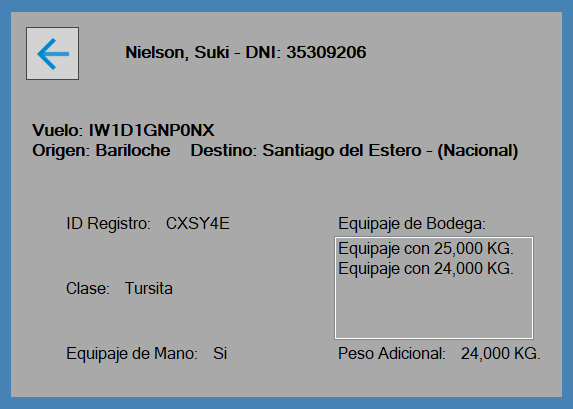 Nielson, Suki - DNI: 35309206
Vuelo: IW1D1GNP0NX
Origen: Bariloche Destino: Santiago del Estero - (Nacional)
ID Registro: CXSY4E
Equipaje de Bodega:
Equipaje con 25,000 KG.
Equipaje con 24,000 KG.
Clase: Tursita
Equipaje de Mano: Si
Peso Adicional: 24,000 KG.